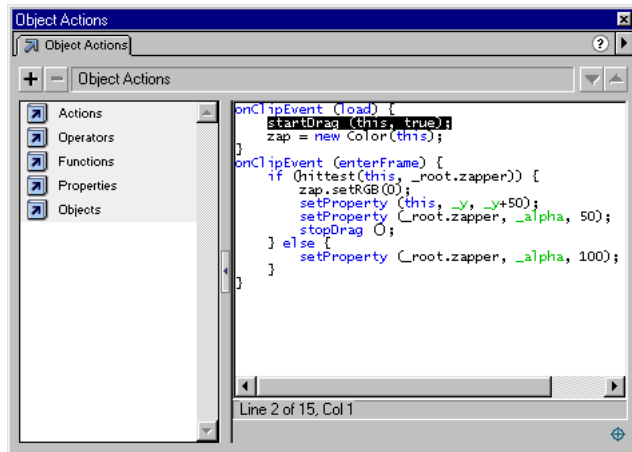 Object Actions
Object Actions
?
Object Actions
Actions
Operators
Functions
Properties
Objects
onClipEvent (load) {
    startDrag (this, true);
    zap = new Color(this);
}
onClipEvent (enterFrame) {
    if (hittest(this, _root.zapper)) {
        zap.setRGB(0);
        setProperty (this, _y, _y+50);
        setProperty (_root.zapper, _alpha, 50);
        stopDrag ();
    } else {
        setProperty (_root.zapper, _alpha, 100);
    }
}
Line 2 of 15, Col 1